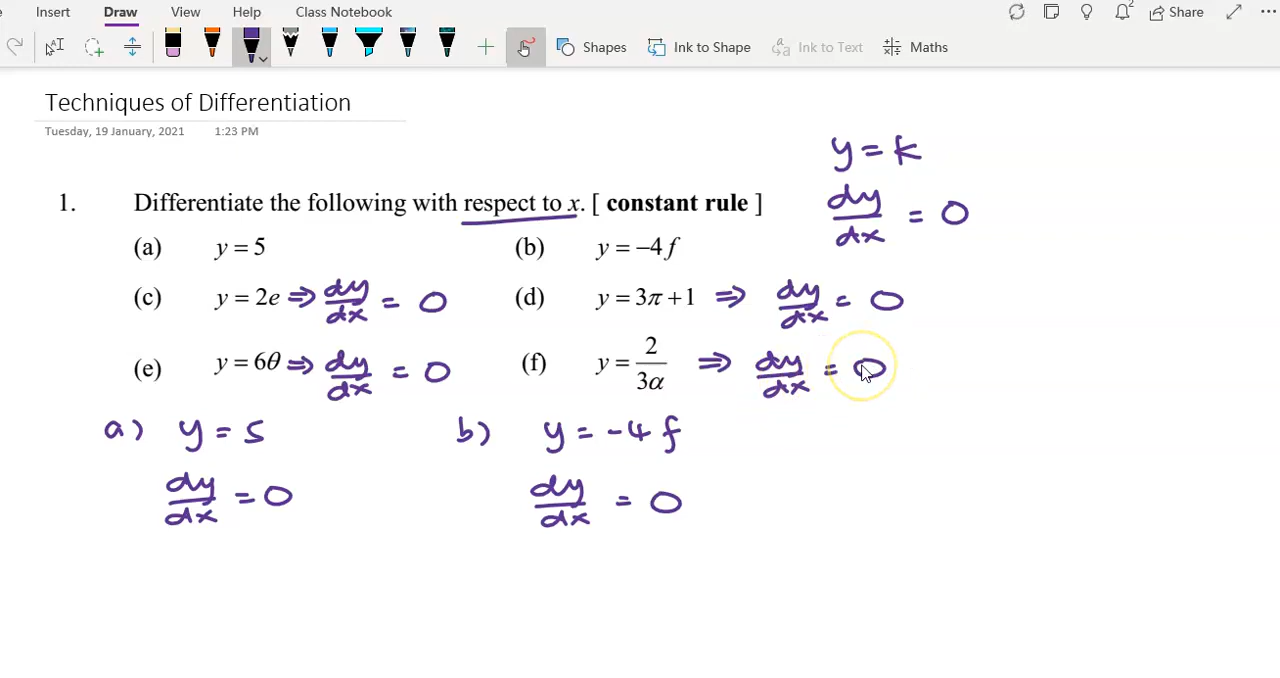 Insert Draw View Help Class Notebook Share
Shapes Ink to Shape Ink to Text Maths
Techniques of Differentiation
Tuesday, 19 January, 2021 1:23 PM
y = k
dy/dx = 0
1. Differentiate the following with respect to x. [ constant rule ]
(a) y = 5 (b) y = −4f
(c) y = 2e ⇒ dy/dx = 0 (d) y = 3π + 1 ⇒ dy/dx = 0
(e) y = 6θ ⇒ dy/dx = 0 (f) y = 2/3α ⇒ dy/dx = 0
a) y = 5 b) y = -4f
dy/dx = 0 dy/dx = 0